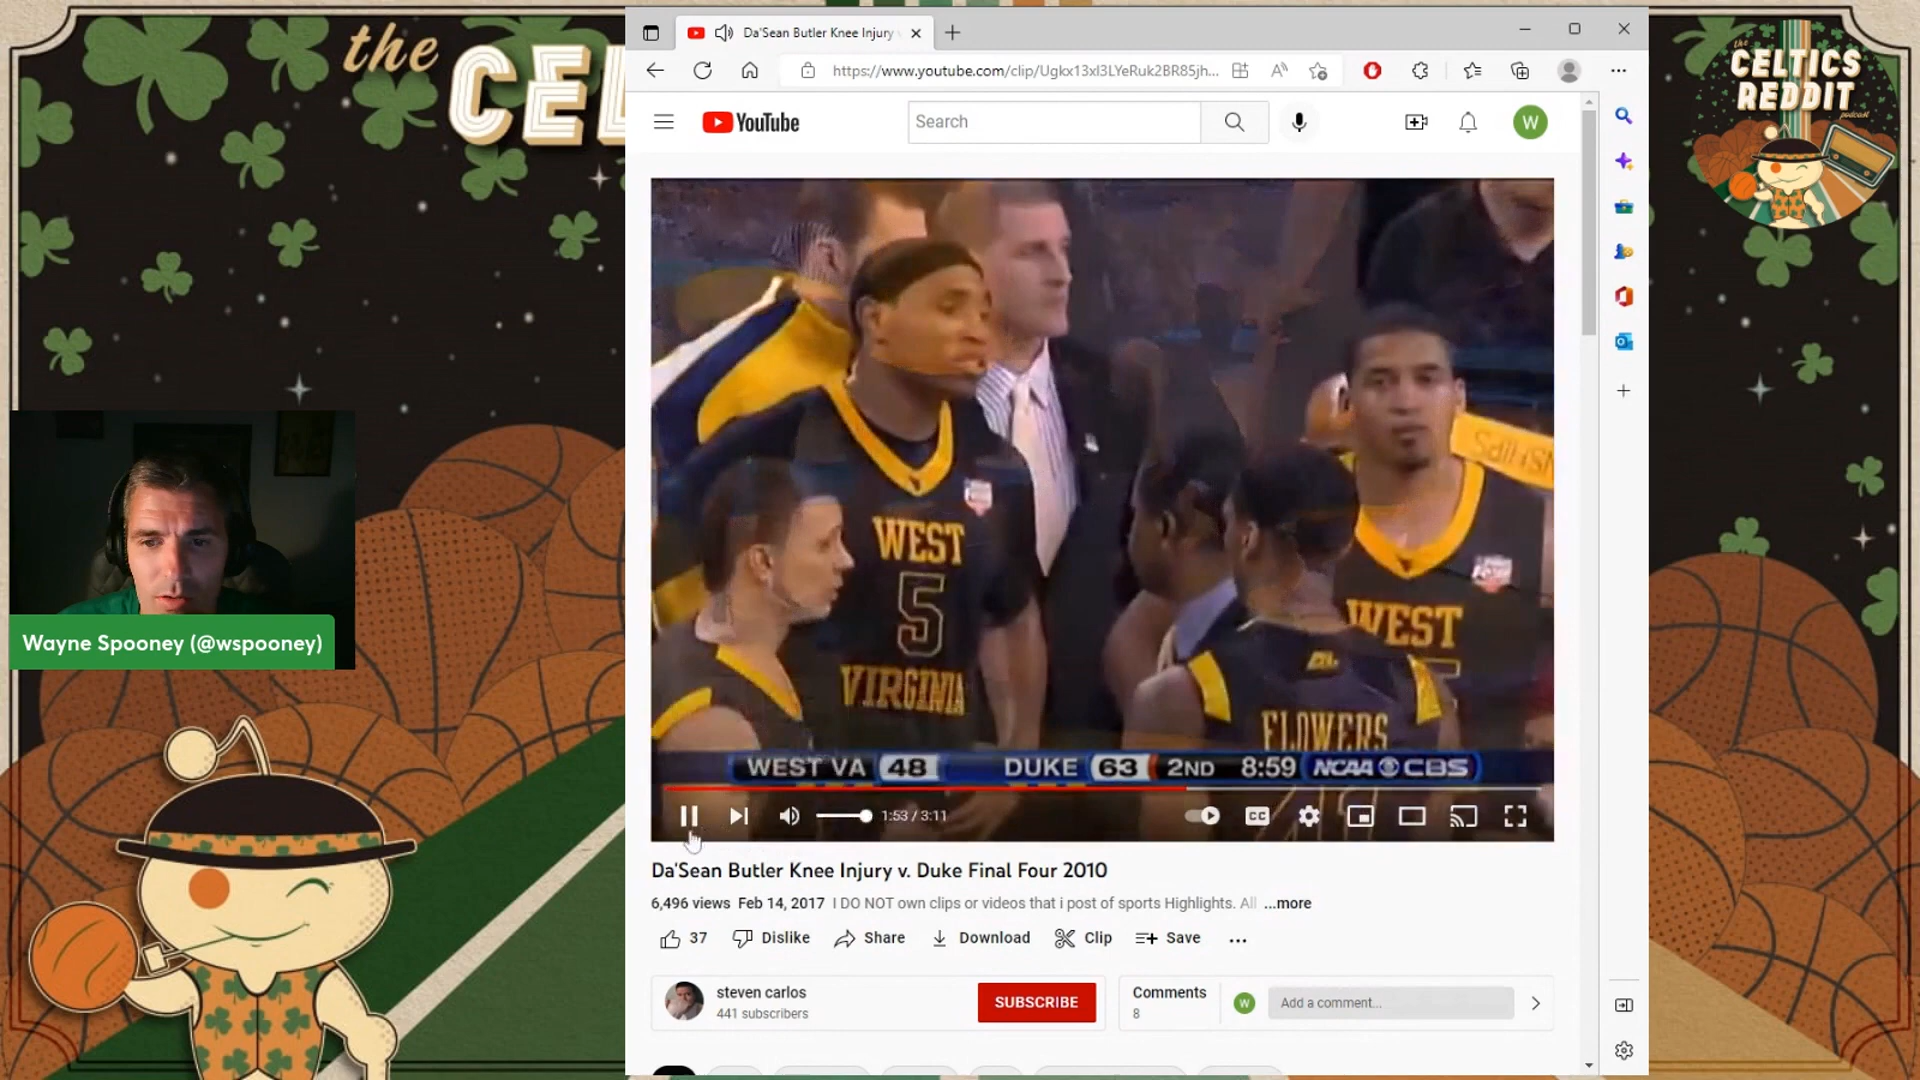 the
CEL
Da'Sean Butler Knee Injury
https://www.youtube.com/clip/Ugkx13xl3LYeRuk2BR85jh...
the
CELTICS
REDDIT
podcast
YouTube
Search
W
WEST
5
VIRGINIA
WEST
FLOWERS
WEST VA 48 DUKE 63 2ND 8:59 NCAA CBS
1:53 / 3:11
CC
Wayne Spooney (@wspooney)
Da'Sean Butler Knee Injury v. Duke Final Four 2010
6,496 views Feb 14, 2017 I DO NOT own clips or videos that i post of sports Highlights. All ...more
37 Dislike Share Download Clip Save ...
steven carlos
441 subscribers
SUBSCRIBE
Comments
8
W
Add a comment...